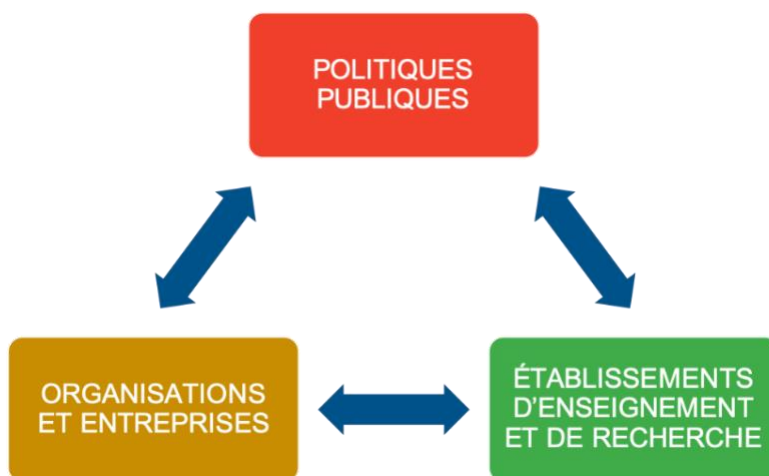 POLITIQUES
PUBLIQUES
ORGANISATIONS
ET ENTREPRISES
ÉTABLISSEMENTS
D'ENSEIGNEMENT
ET DE RECHERCHE